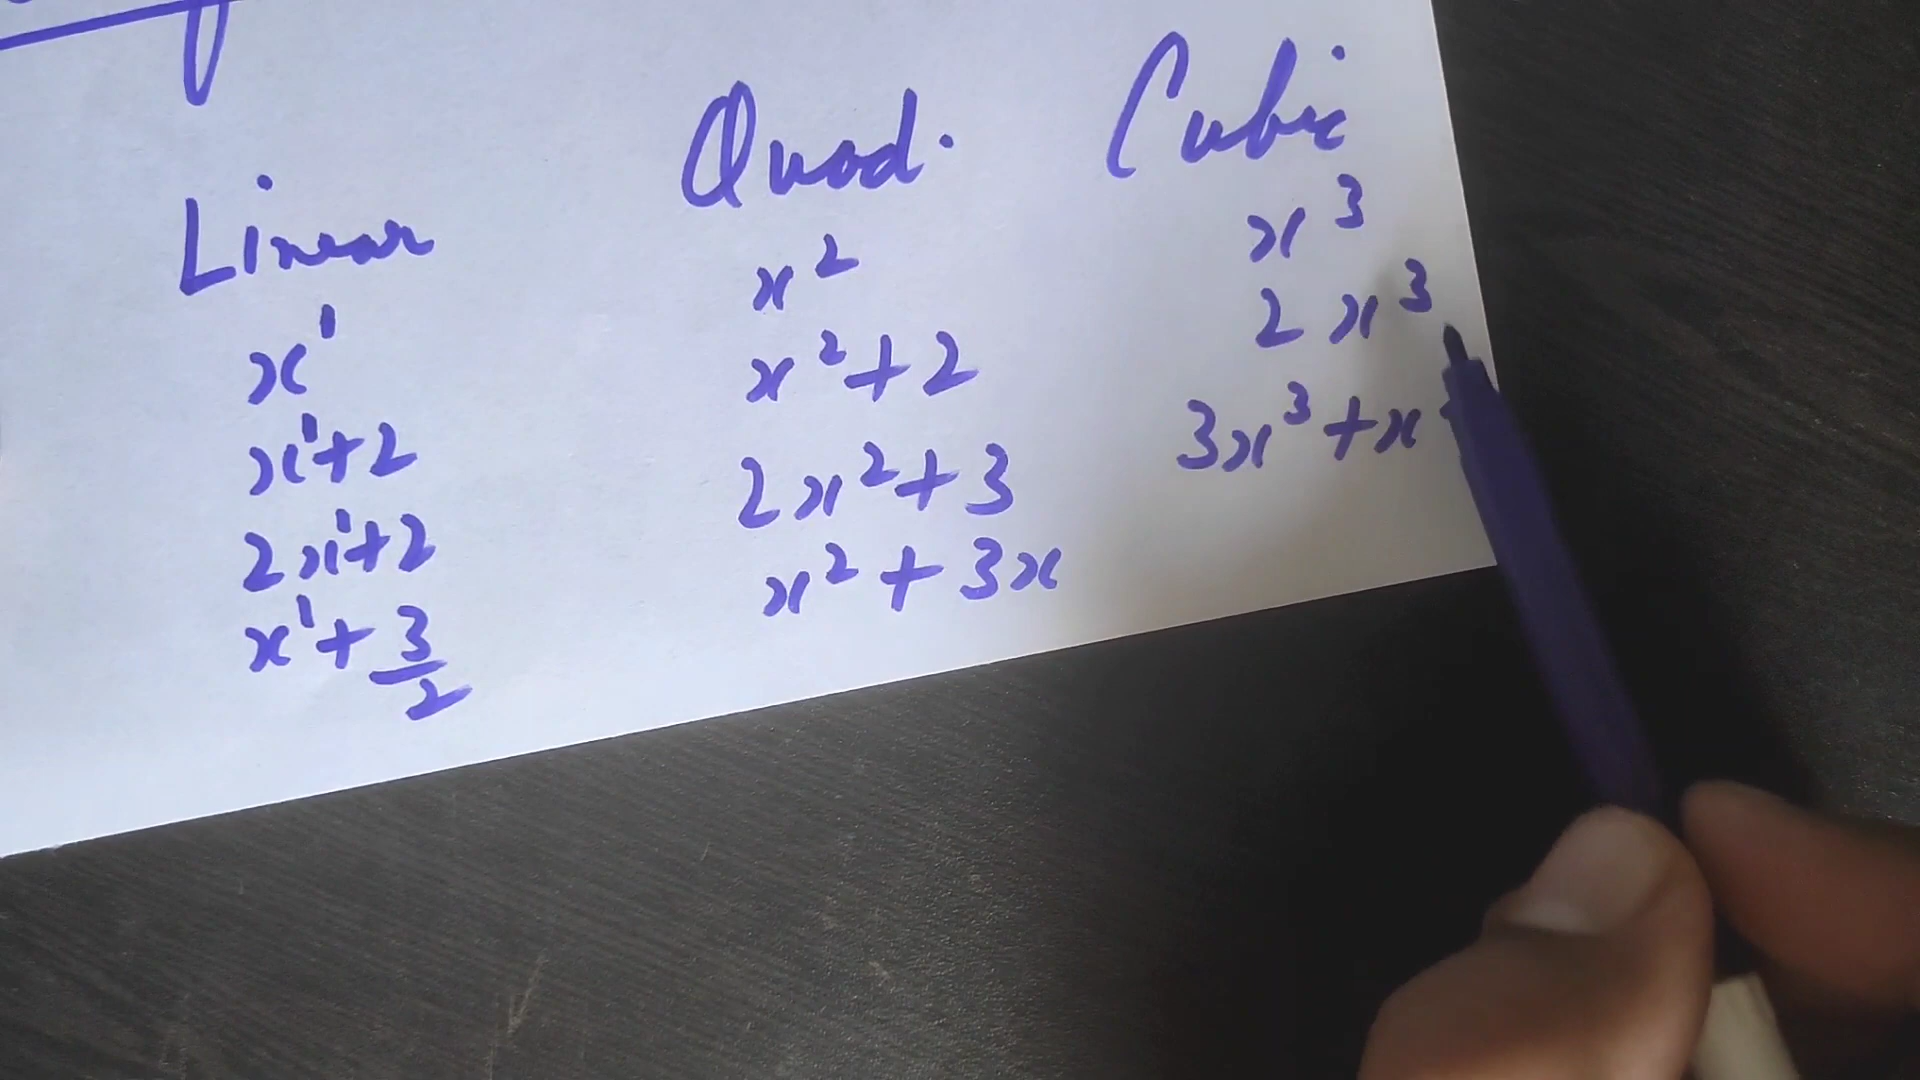 Linear
x¹
x¹+2
2x¹+2
x¹+3/2
Quad.
x²
x²+2
2x²+3
x²+3x
Cubic
x³
2x³
3x³+x